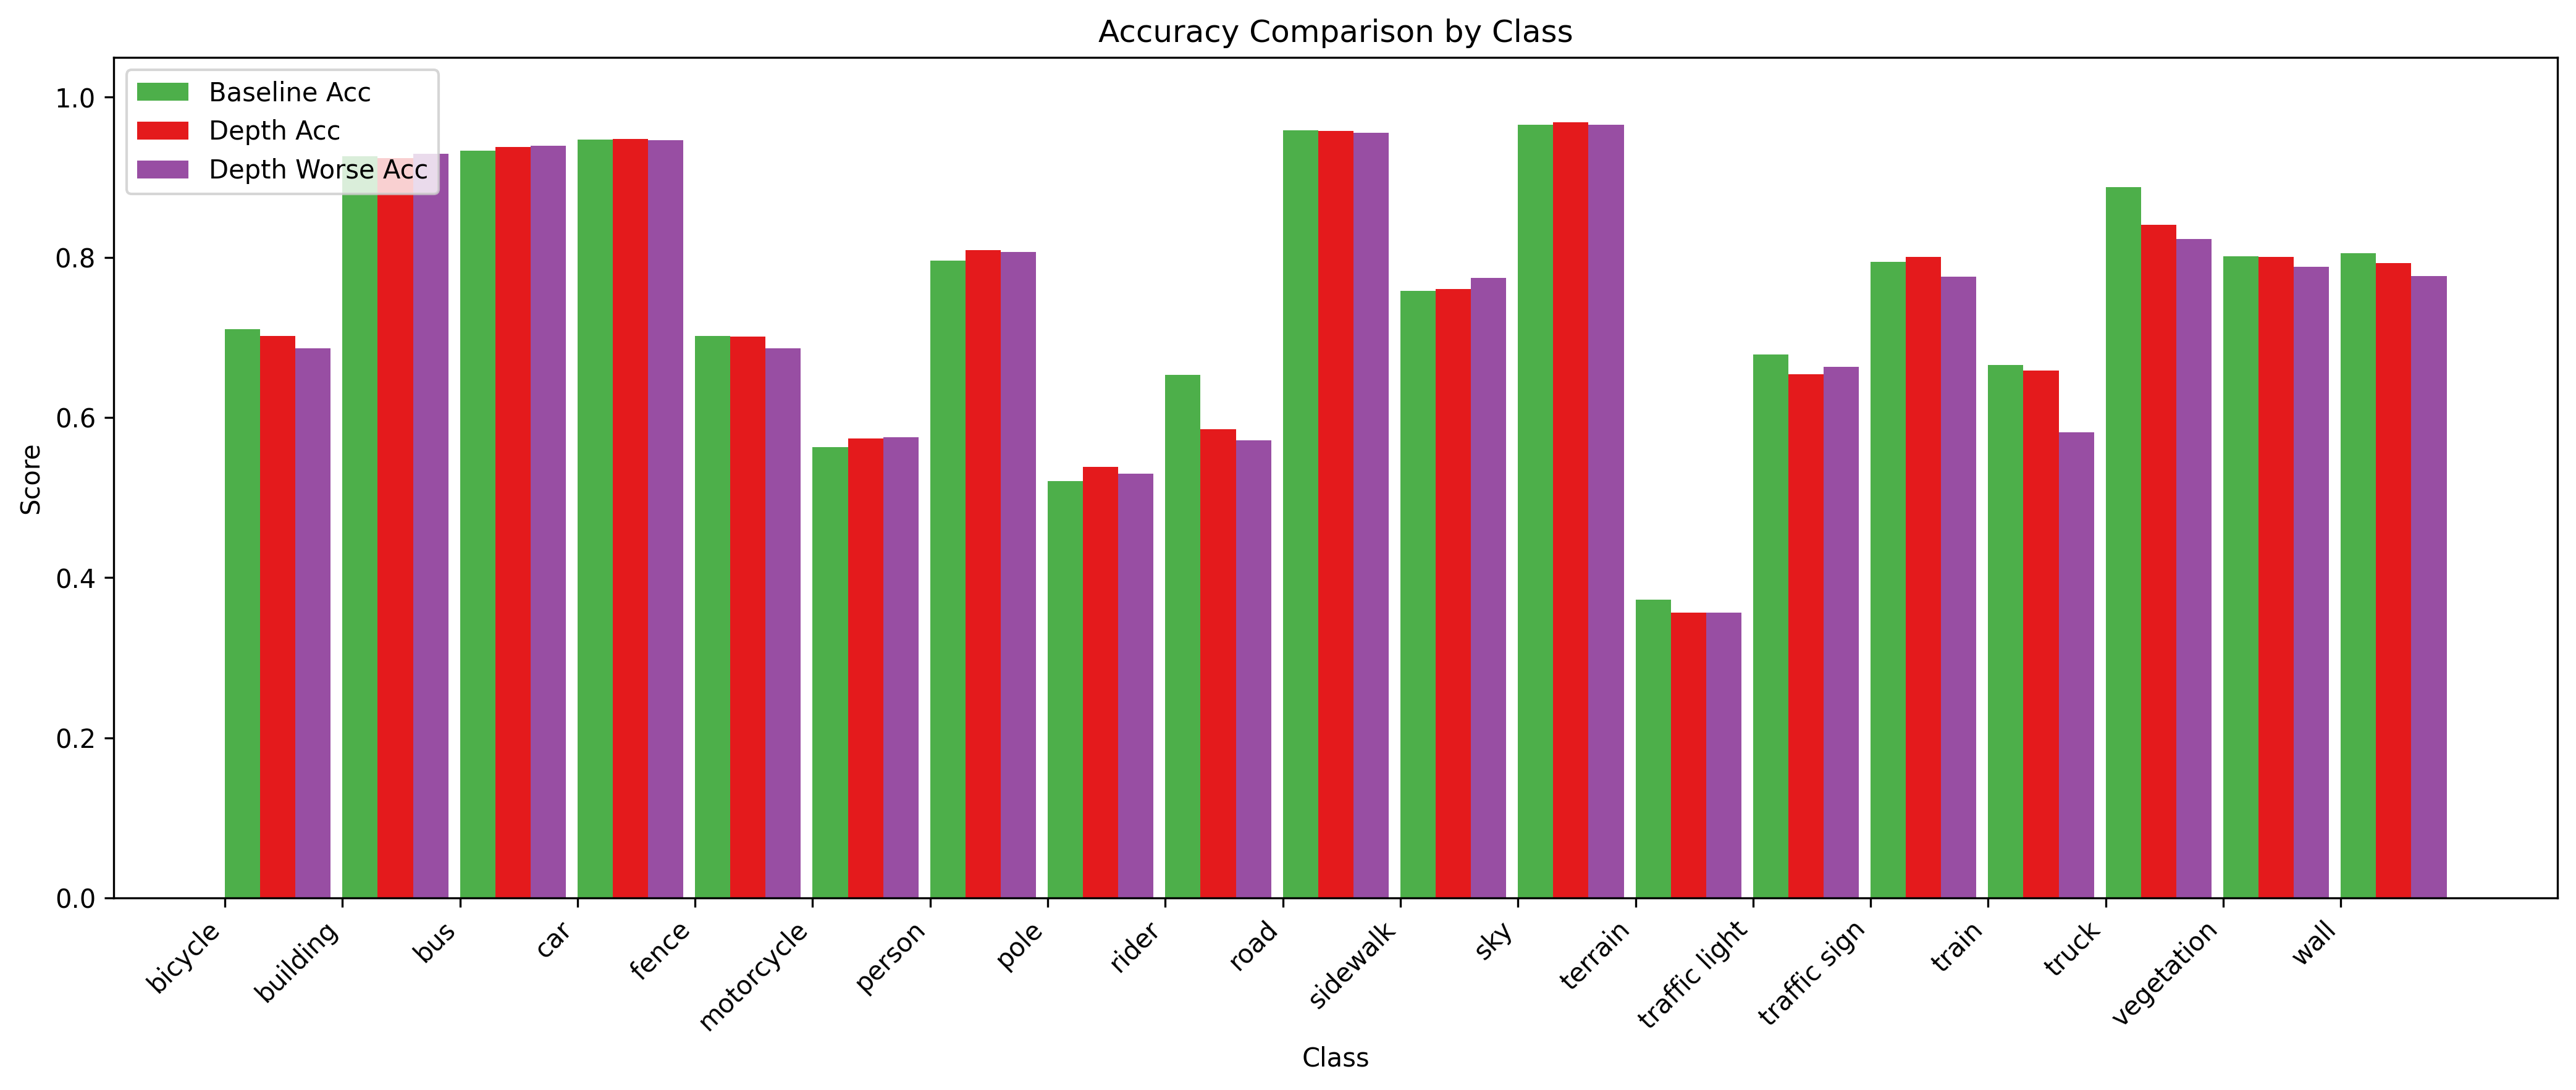 Accuracy Comparison by Class
Baseline Acc
Depth Acc
Depth Worse Acc
Score
1.0
0.8
0.6
0.4
0.2
0.0
bicycle
building
bus
car
fence
motorcycle
person
pole
rider
road
sidewalk
sky
terrain
traffic light
traffic sign
train
truck
vegetation
wall
Class